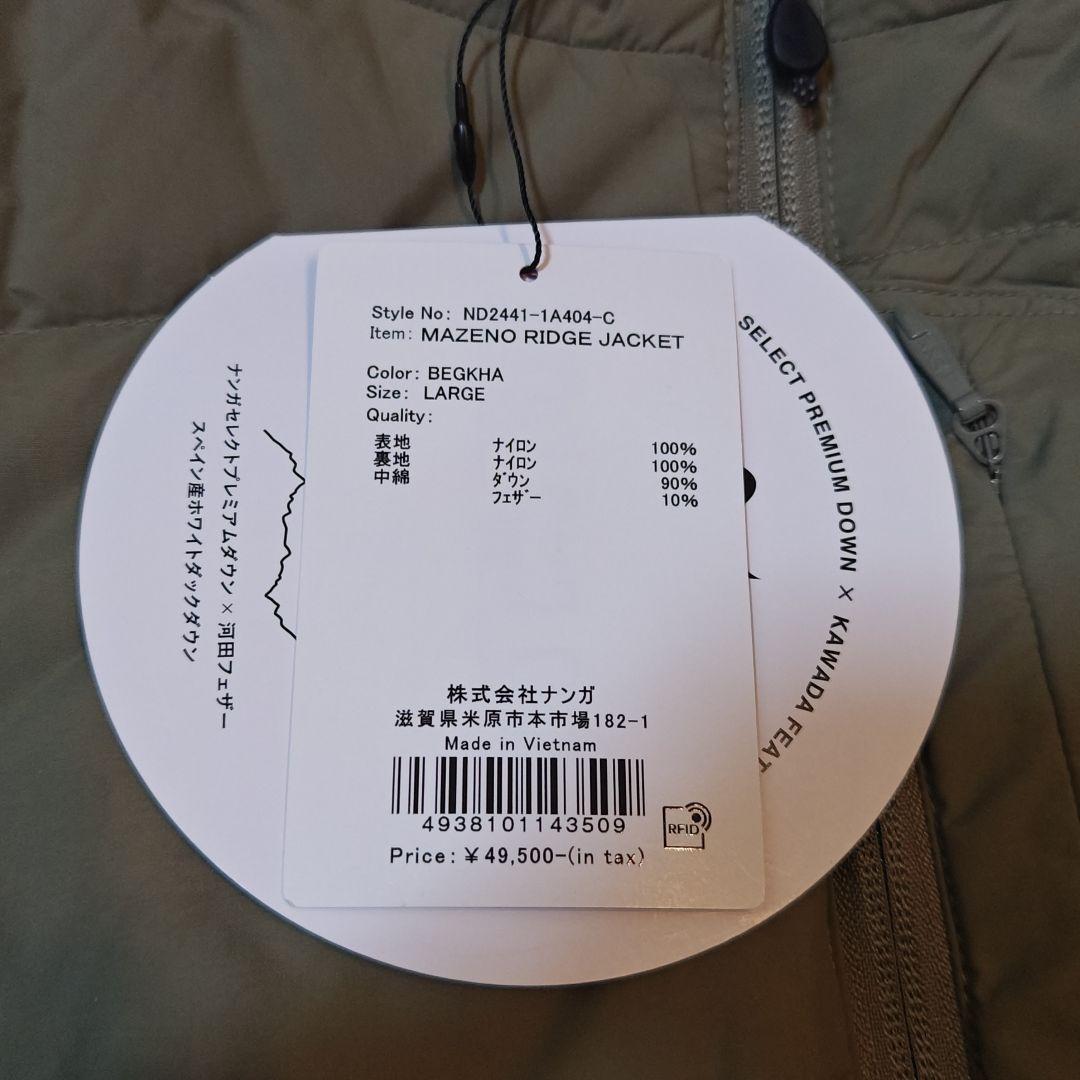 Style No: ND2441-1A404-C
Item: MAZENO RIDGE JACKET
Color: BEGKHA
Size: LARGE
Quality:
表地 ナイロン 100%
裏地 ナイロン 100%
中綿 ダウン 90%
フェザー 10%
株式会社ナンガ
滋賀県米原市本市場182-1
Made in Vietnam
4938101143509
RFID
Price: ¥49,500-(in tax)
ナンガセレクトプレミアムダウン × 河田フェザー
スペイン産ホワイトダックダウン
SELECT PREMIUM DOWN × KAWADA FEAT